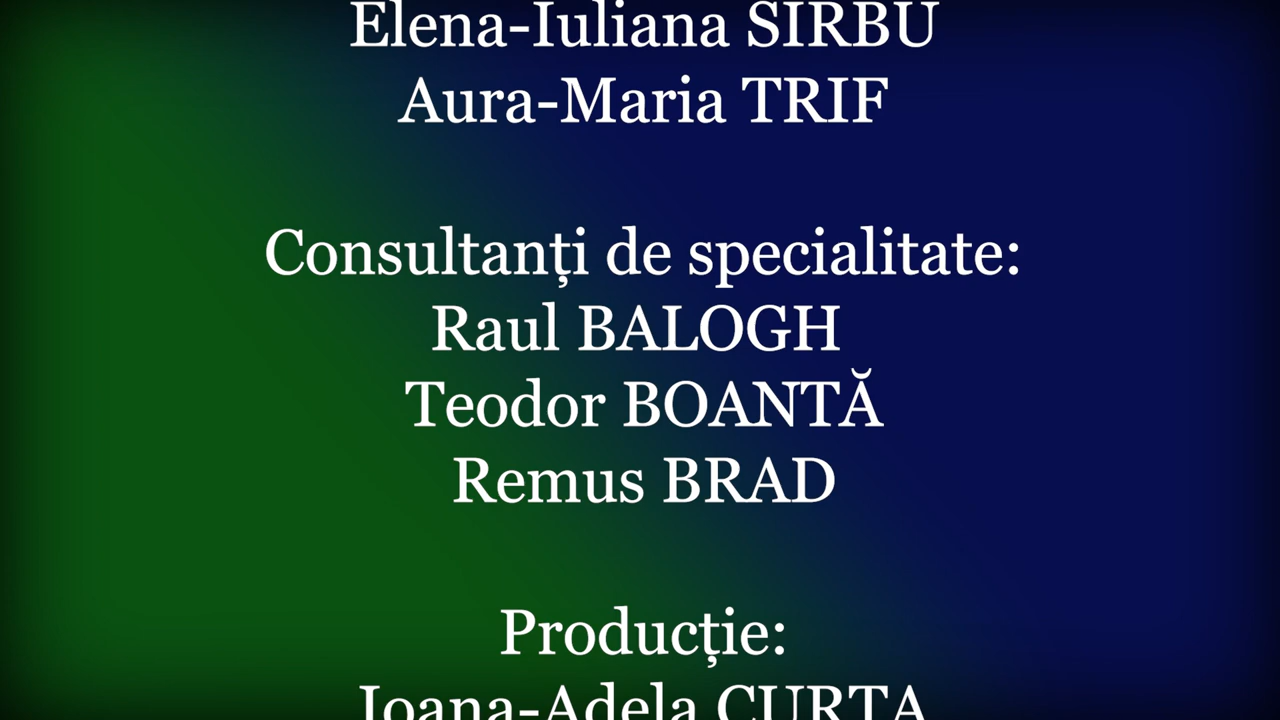 Elena-Iuliana SIRBU
Aura-Maria TRIF
Consultanți de specialitate:
Raul BALOGH
Teodor BOANTĂ
Remus BRAD
Producție:
Ioana-Adela CURTA